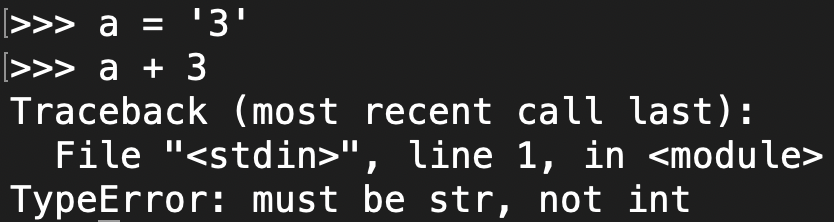 [>>> a = '3'
[>>> a + 3
Traceback (most recent call last):
  File "<stdin>", line 1, in <module>
TypeError: must be str, not int